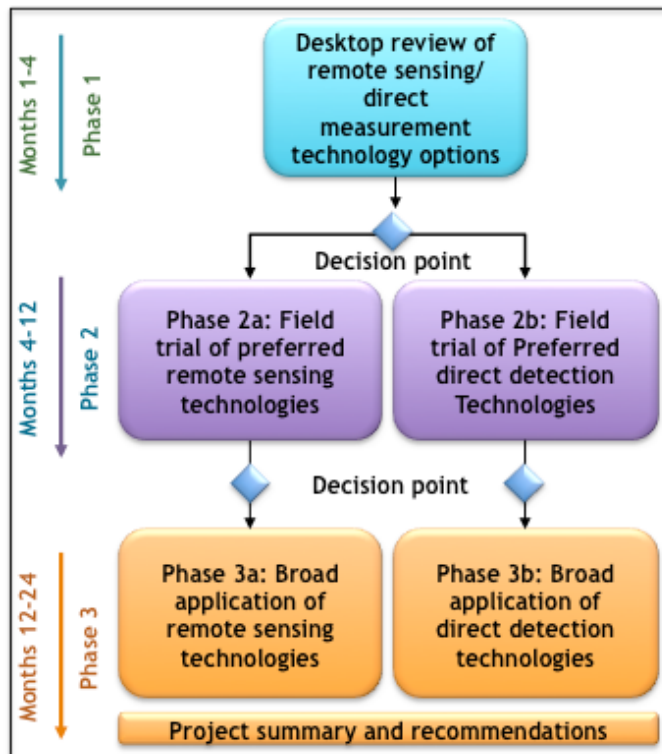 Months 1-4
Phase 1
Desktop review of
remote sensing/
direct
measurement
technology options
Decision point
Months 4-12
Phase 2
Phase 2a: Field
trial of preferred
remote sensing
technologies
Phase 2b: Field
trial of Preferred
direct detection
Technologies
Decision point
Months 12-24
Phase 3
Phase 3a: Broad
application of
remote sensing
technologies
Phase 3b: Broad
application of
direct detection
technologies
Project summary and recommendations